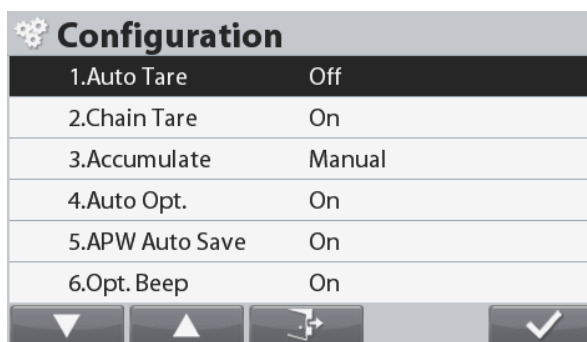 Configuration
1.Auto Tare Off
2.Chain Tare On
3.Accumulate Manual
4.Auto Opt. On
5.APW Auto Save On
6.Opt. Beep On